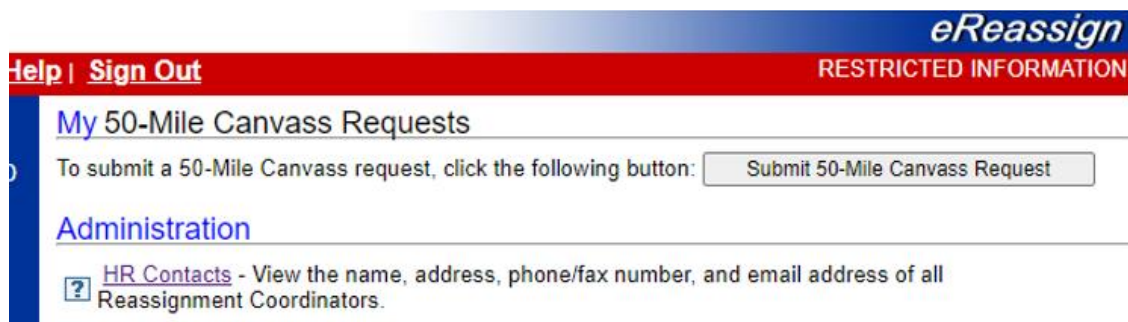 eReassign
Help | Sign Out RESTRICTED INFORMATION
My 50-Mile Canvass Requests
To submit a 50-Mile Canvass request, click the following button: Submit 50-Mile Canvass Request
Administration
? HR Contacts - View the name, address, phone/fax number, and email address of all
Reassignment Coordinators.